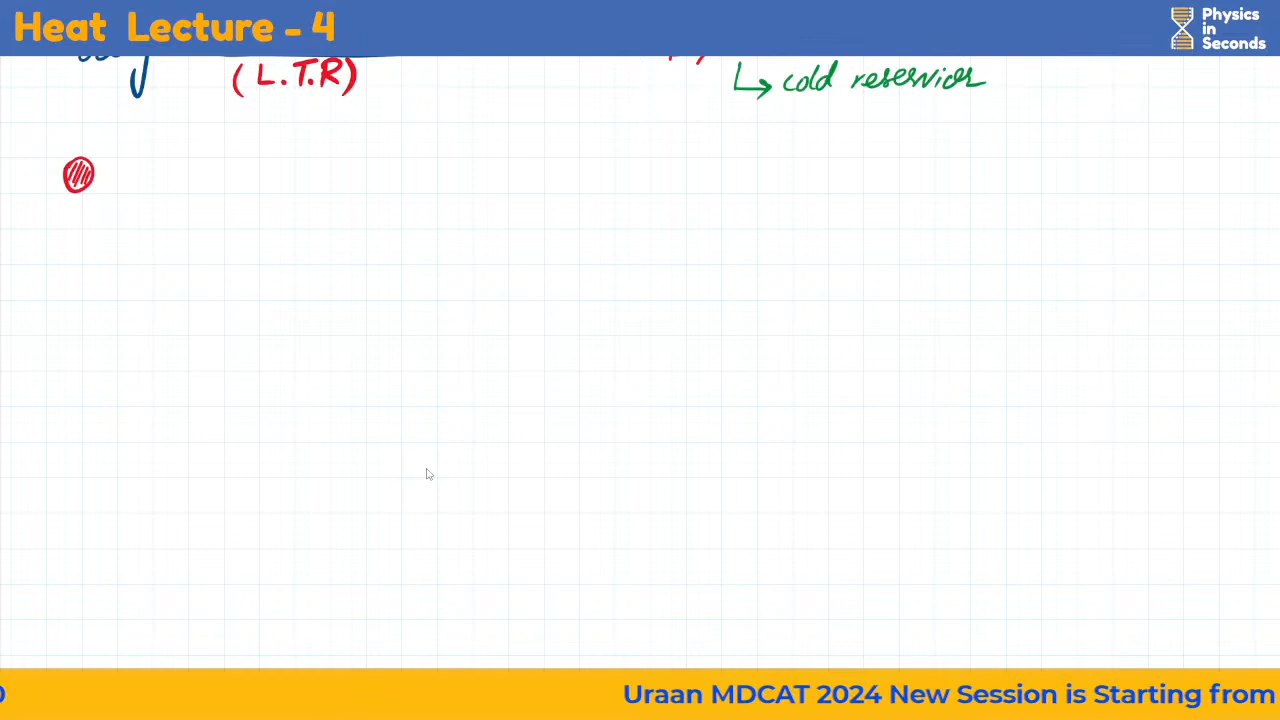 Heat Lecture - 4
Physics
in
Seconds
(L.T.R)
↳ cold reservior
Uraan MDCAT 2024 New Session is Starting from